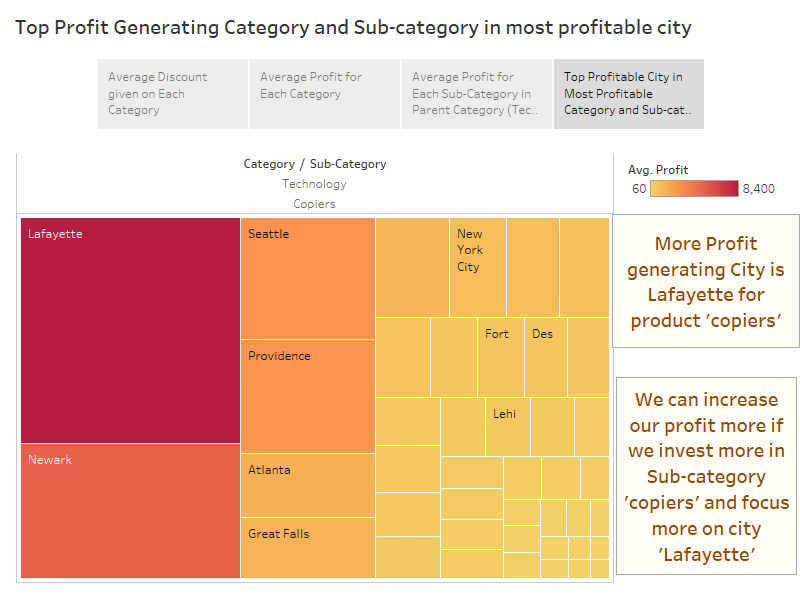 Top Profit Generating Category and Sub-category in most profitable city
Average Discount
given on Each
Category
Average Profit for
Each Category
Average Profit for
Each Sub-Category in
Parent Category (Tec..
Top Profitable City in
Most Profitable
Category and Sub-cat..
Category / Sub-Category
Technology
Copiers
Lafayette
Newark
Seattle
Providence
Atlanta
Great Falls
New
York
City
Fort
Des
Lehi
Avg. Profit
60
8,400
More Profit
generating City is
Lafayette for
product 'copiers'
We can increase
our profit more if
we invest more in
Sub-category
'copiers' and focus
more on city
'Lafayette'